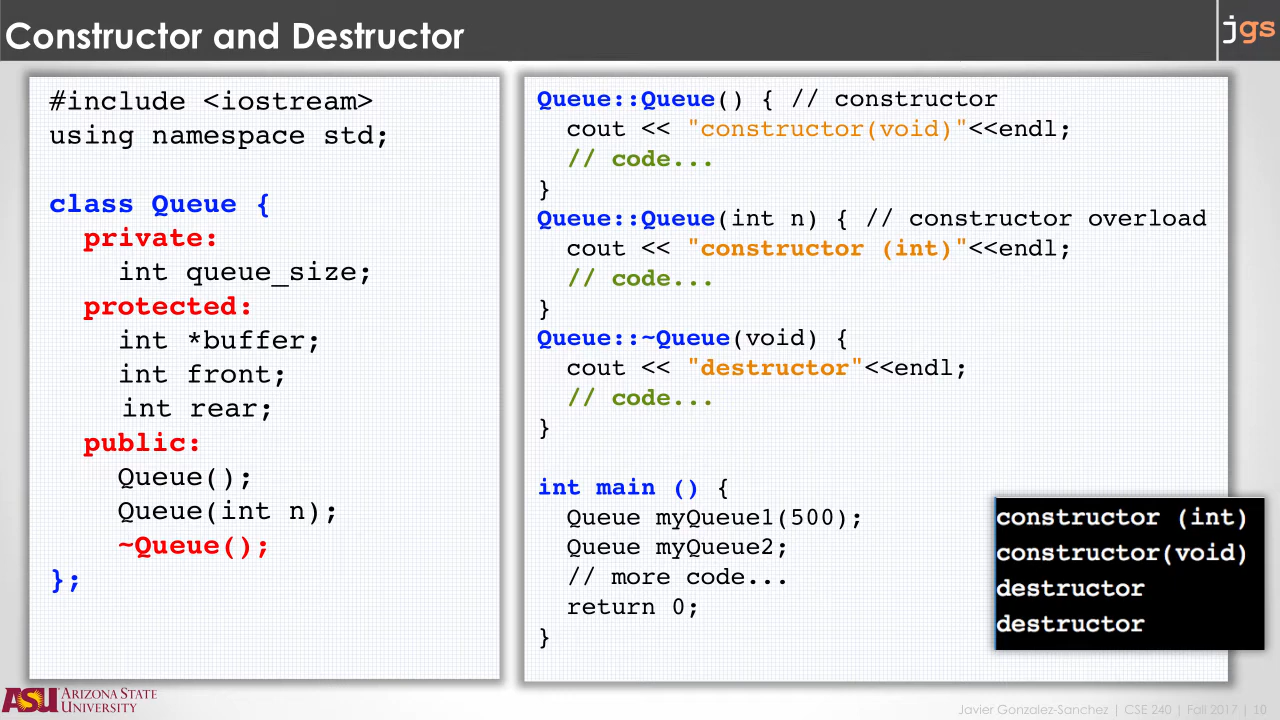 Constructor and Destructor
jgs
#include <iostream>
using namespace std;
class Queue {
private:
int queue_size;
protected:
int *buffer;
int front;
int rear;
public:
Queue();
Queue(int n);
~Queue();
};
Queue::Queue() { // constructor
cout << "constructor(void)"<<endl;
// code...
}
Queue::Queue(int n) { // constructor overload
cout << "constructor (int)"<<endl;
// code...
}
Queue::~Queue(void) {
cout << "destructor"<<endl;
// code...
}
int main () {
Queue myQueue1(500);
Queue myQueue2;
// more code...
return 0;
}
constructor (int)
constructor(void)
destructor
destructor
ASU ARIZONA STATE
UNIVERSITY
Javier Gonzalez-Sanchez | CSE 240 | Fall 2017 | 10